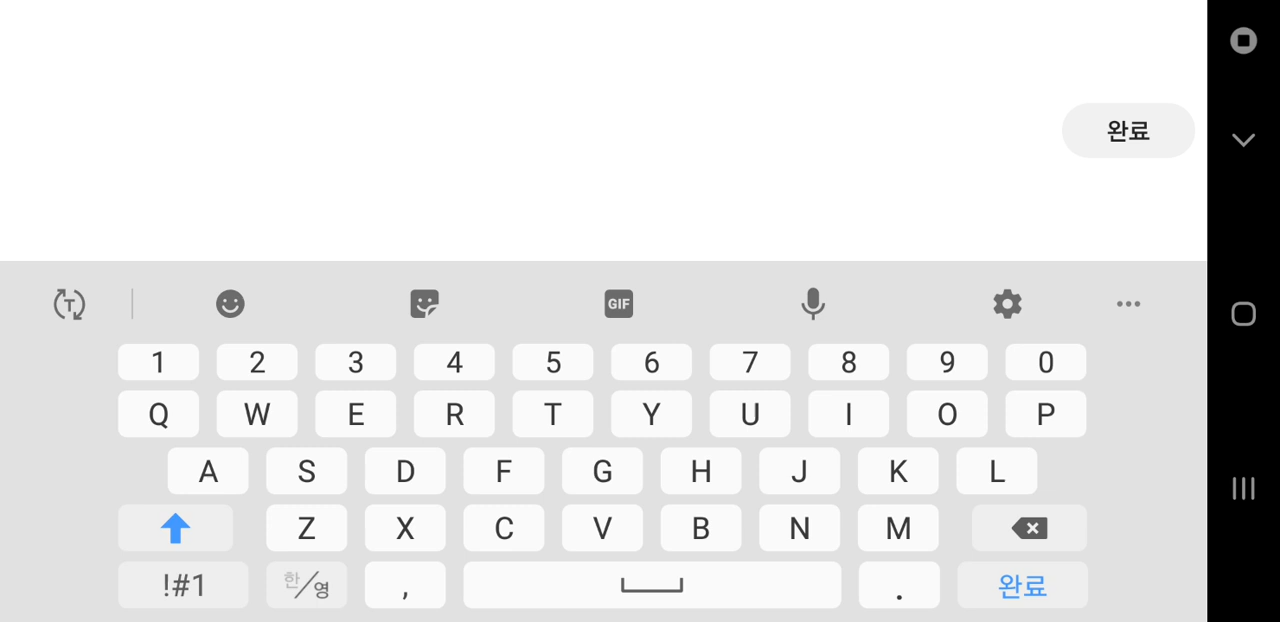 완료
T GIF
1 2 3 4 5 6 7 8 9 0
Q W E R T Y U I O P
A S D F G H J K L
Z X C V B N M
!#1 한/영 , . 완료